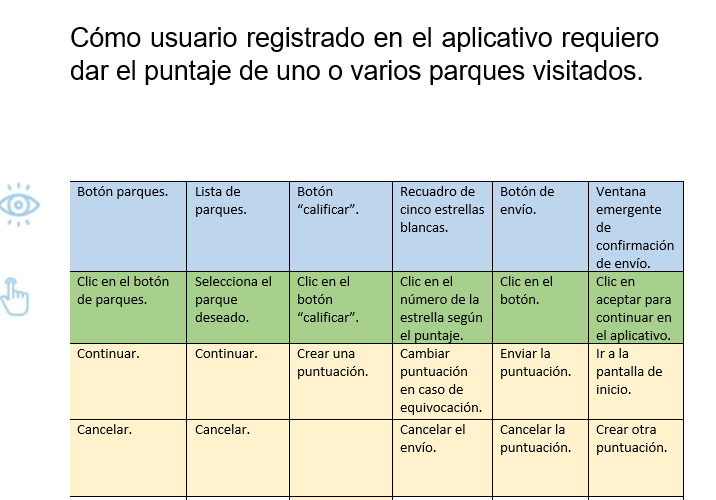 Cómo usuario registrado en el aplicativo requiero
dar el puntaje de uno o varios parques visitados.
Botón parques.
Lista de
parques.
Botón
“calificar”.
Recuadro de
cinco estrellas
blancas.
Botón de
envío.
Ventana
emergente
de
confirmación
de envío.
Clic en el botón
de parques.
Selecciona el
parque
deseado.
Clic en el
botón
“calificar”.
Clic en el
número de la
estrella según
el puntaje.
Clic en el
botón.
Clic en
aceptar para
continuar en
el aplicativo.
Continuar.
Continuar.
Crear una
puntuación.
Cambiar
puntuación
en caso de
equivocación.
Enviar la
puntuación.
Ir a la
pantalla de
inicio.
Cancelar.
Cancelar.
Cancelar el
envío.
Cancelar la
puntuación.
Crear otra
puntuación.